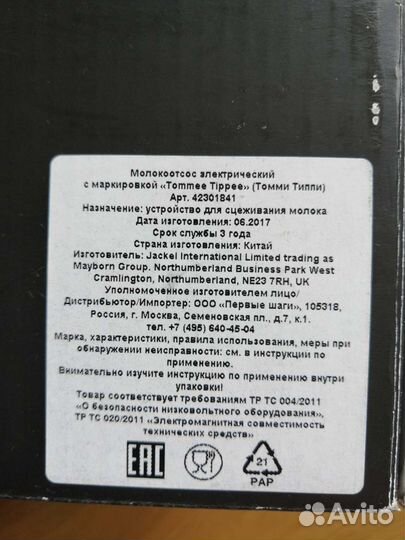 Молокоотсос электрический
с маркировкой «Tommee Tippee» (Томми Типпи)
Арт. 42301841
Назначение: устройство для сцеживания молока
Дата изготовления: 06.2017
Срок службы 3 года
Страна изготовления: Китай
Изготовитель: Jackel International Limited trading as
Mayborn Group. Northumberland Business Park West
Cramlington, Northumberland, NE23 7RH, UK
Уполномоченное изготовителем лицо/
Дистрибьютор/Импортер: ООО «Первые шаги», 105318,
Россия, г. Москва, Семеновская пл., д.7, к.1.
тел. +7 (495) 640-45-04
Марка, характеристики, правила использования, меры при
обнаружении неисправности: см. в инструкции по
применению.
Внимательно изучите инструкцию по применению внутри
упаковки!
Товар соответствует требованиям ТР ТС 004/2011
«О безопасности низковольтного оборудования»,
ТР ТС 020/2011 «Электромагнитная совместимость
технических средств»
EAC
21
PAP
Avito